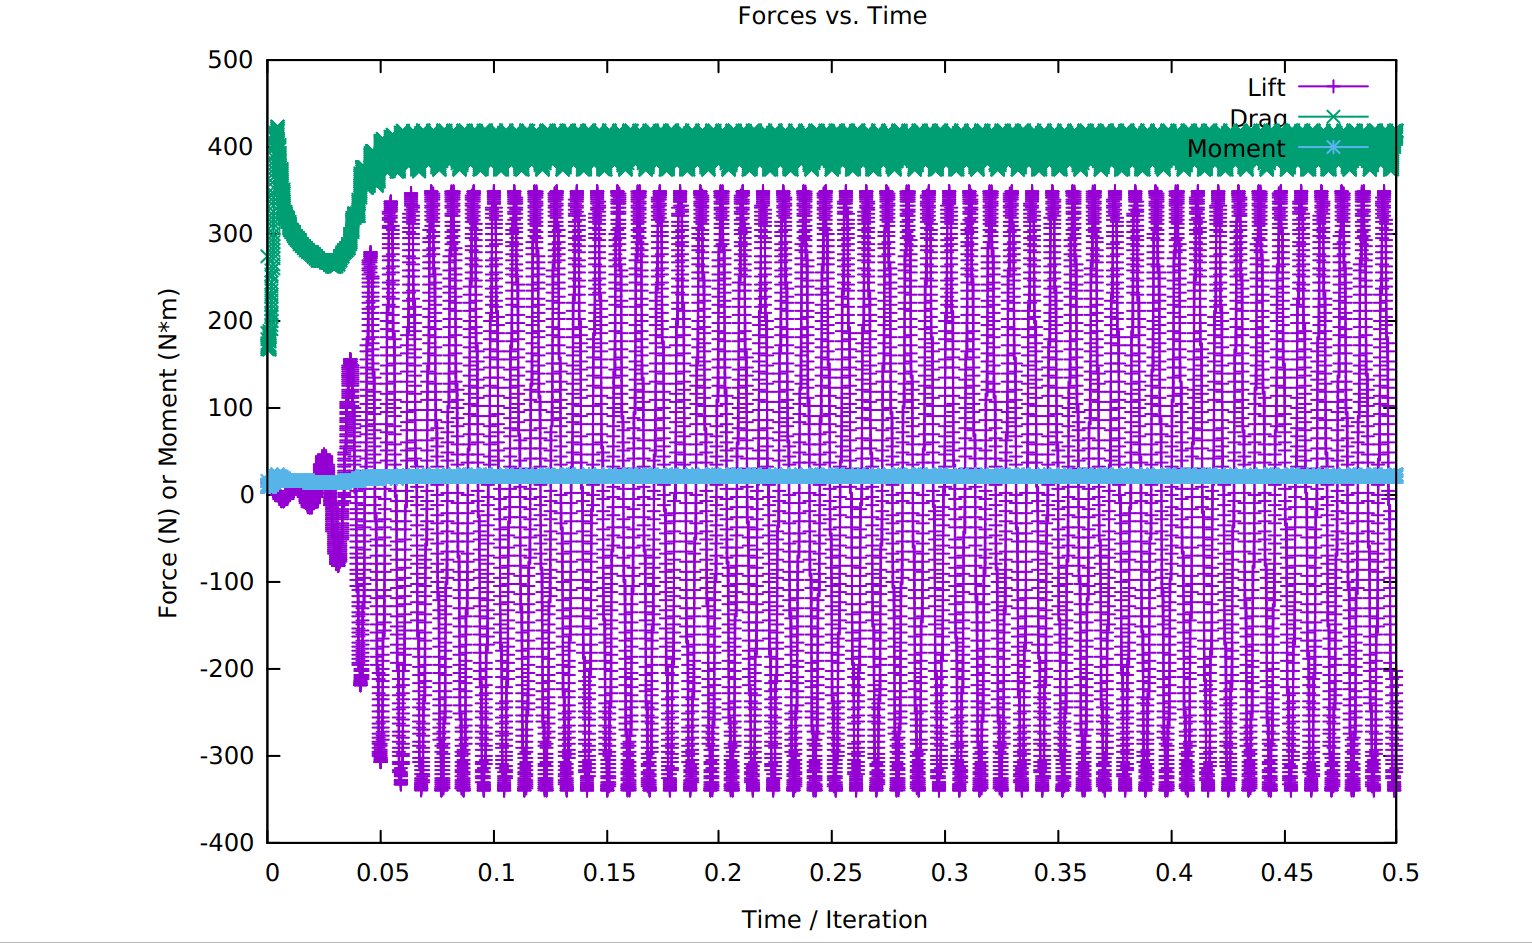 Forces vs. Time
Force (N) or Moment (N*m)
500
400
300
200
100
0
-100
-200
-300
-400
Lift
Drag
Moment
0 0.05 0.1 0.15 0.2 0.25 0.3 0.35 0.4 0.45 0.5
Time / Iteration